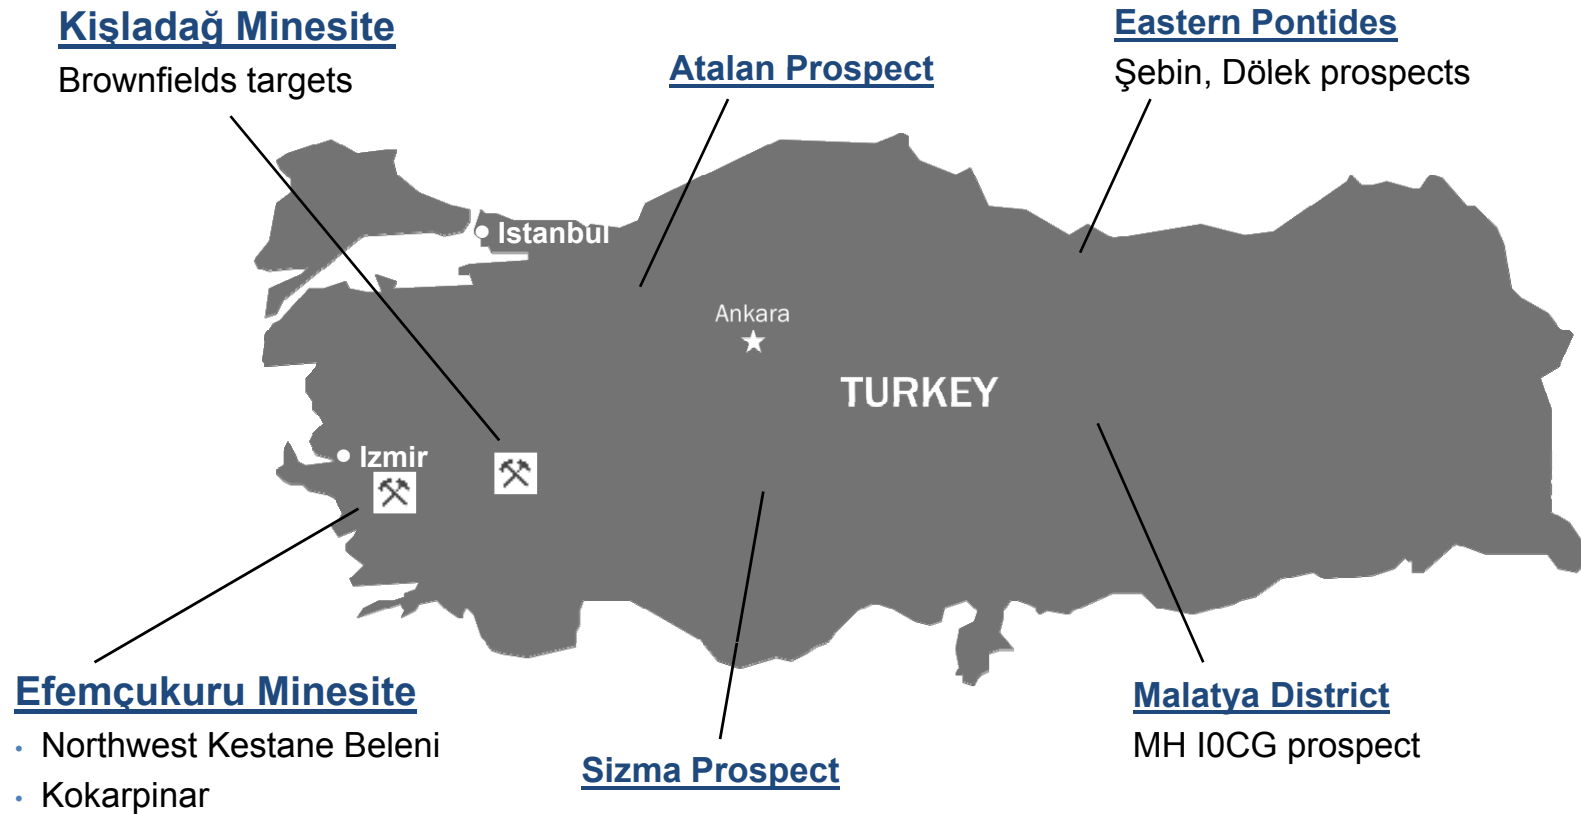 Kişladağ Minesite
Brownfields targets
Atalan Prospect
Eastern Pontides
Şebin, Dölek prospects
Istanbul
Ankara
TURKEY
Izmir
Efemçukuru Minesite
• Northwest Kestane Beleni
• Kokarpinar
Sizma Prospect
Malatya District
MH I0CG prospect